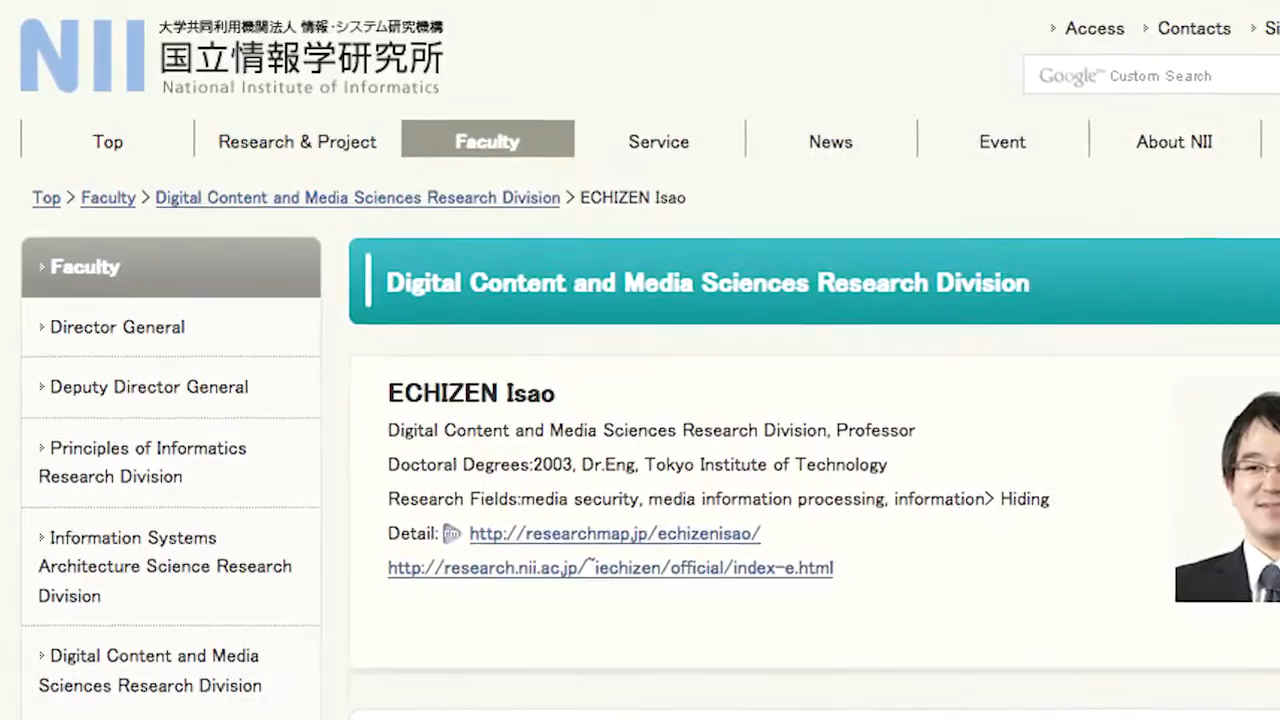 NII
大学共同利用機関法人 情報・システム研究機構
国立情報学研究所
National Institute of Informatics
Access
Contacts
Google™ Custom Search
Top
Research & Project
Faculty
Service
News
Event
About NII
Top > Faculty > Digital Content and Media Sciences Research Division > ECHIZEN Isao
Faculty
Director General
Deputy Director General
Principles of Informatics
Research Division
Information Systems
Architecture Science Research
Division
Digital Content and Media
Sciences Research Division
Digital Content and Media Sciences Research Division
ECHIZEN Isao
Digital Content and Media Sciences Research Division, Professor
Doctoral Degrees:2003, Dr.Eng, Tokyo Institute of Technology
Research Fields:media security, media information processing, information> Hiding
Detail: http://researchmap.jp/echizenisao/
http://research.nii.ac.jp/~iechizen/official/index-e.html